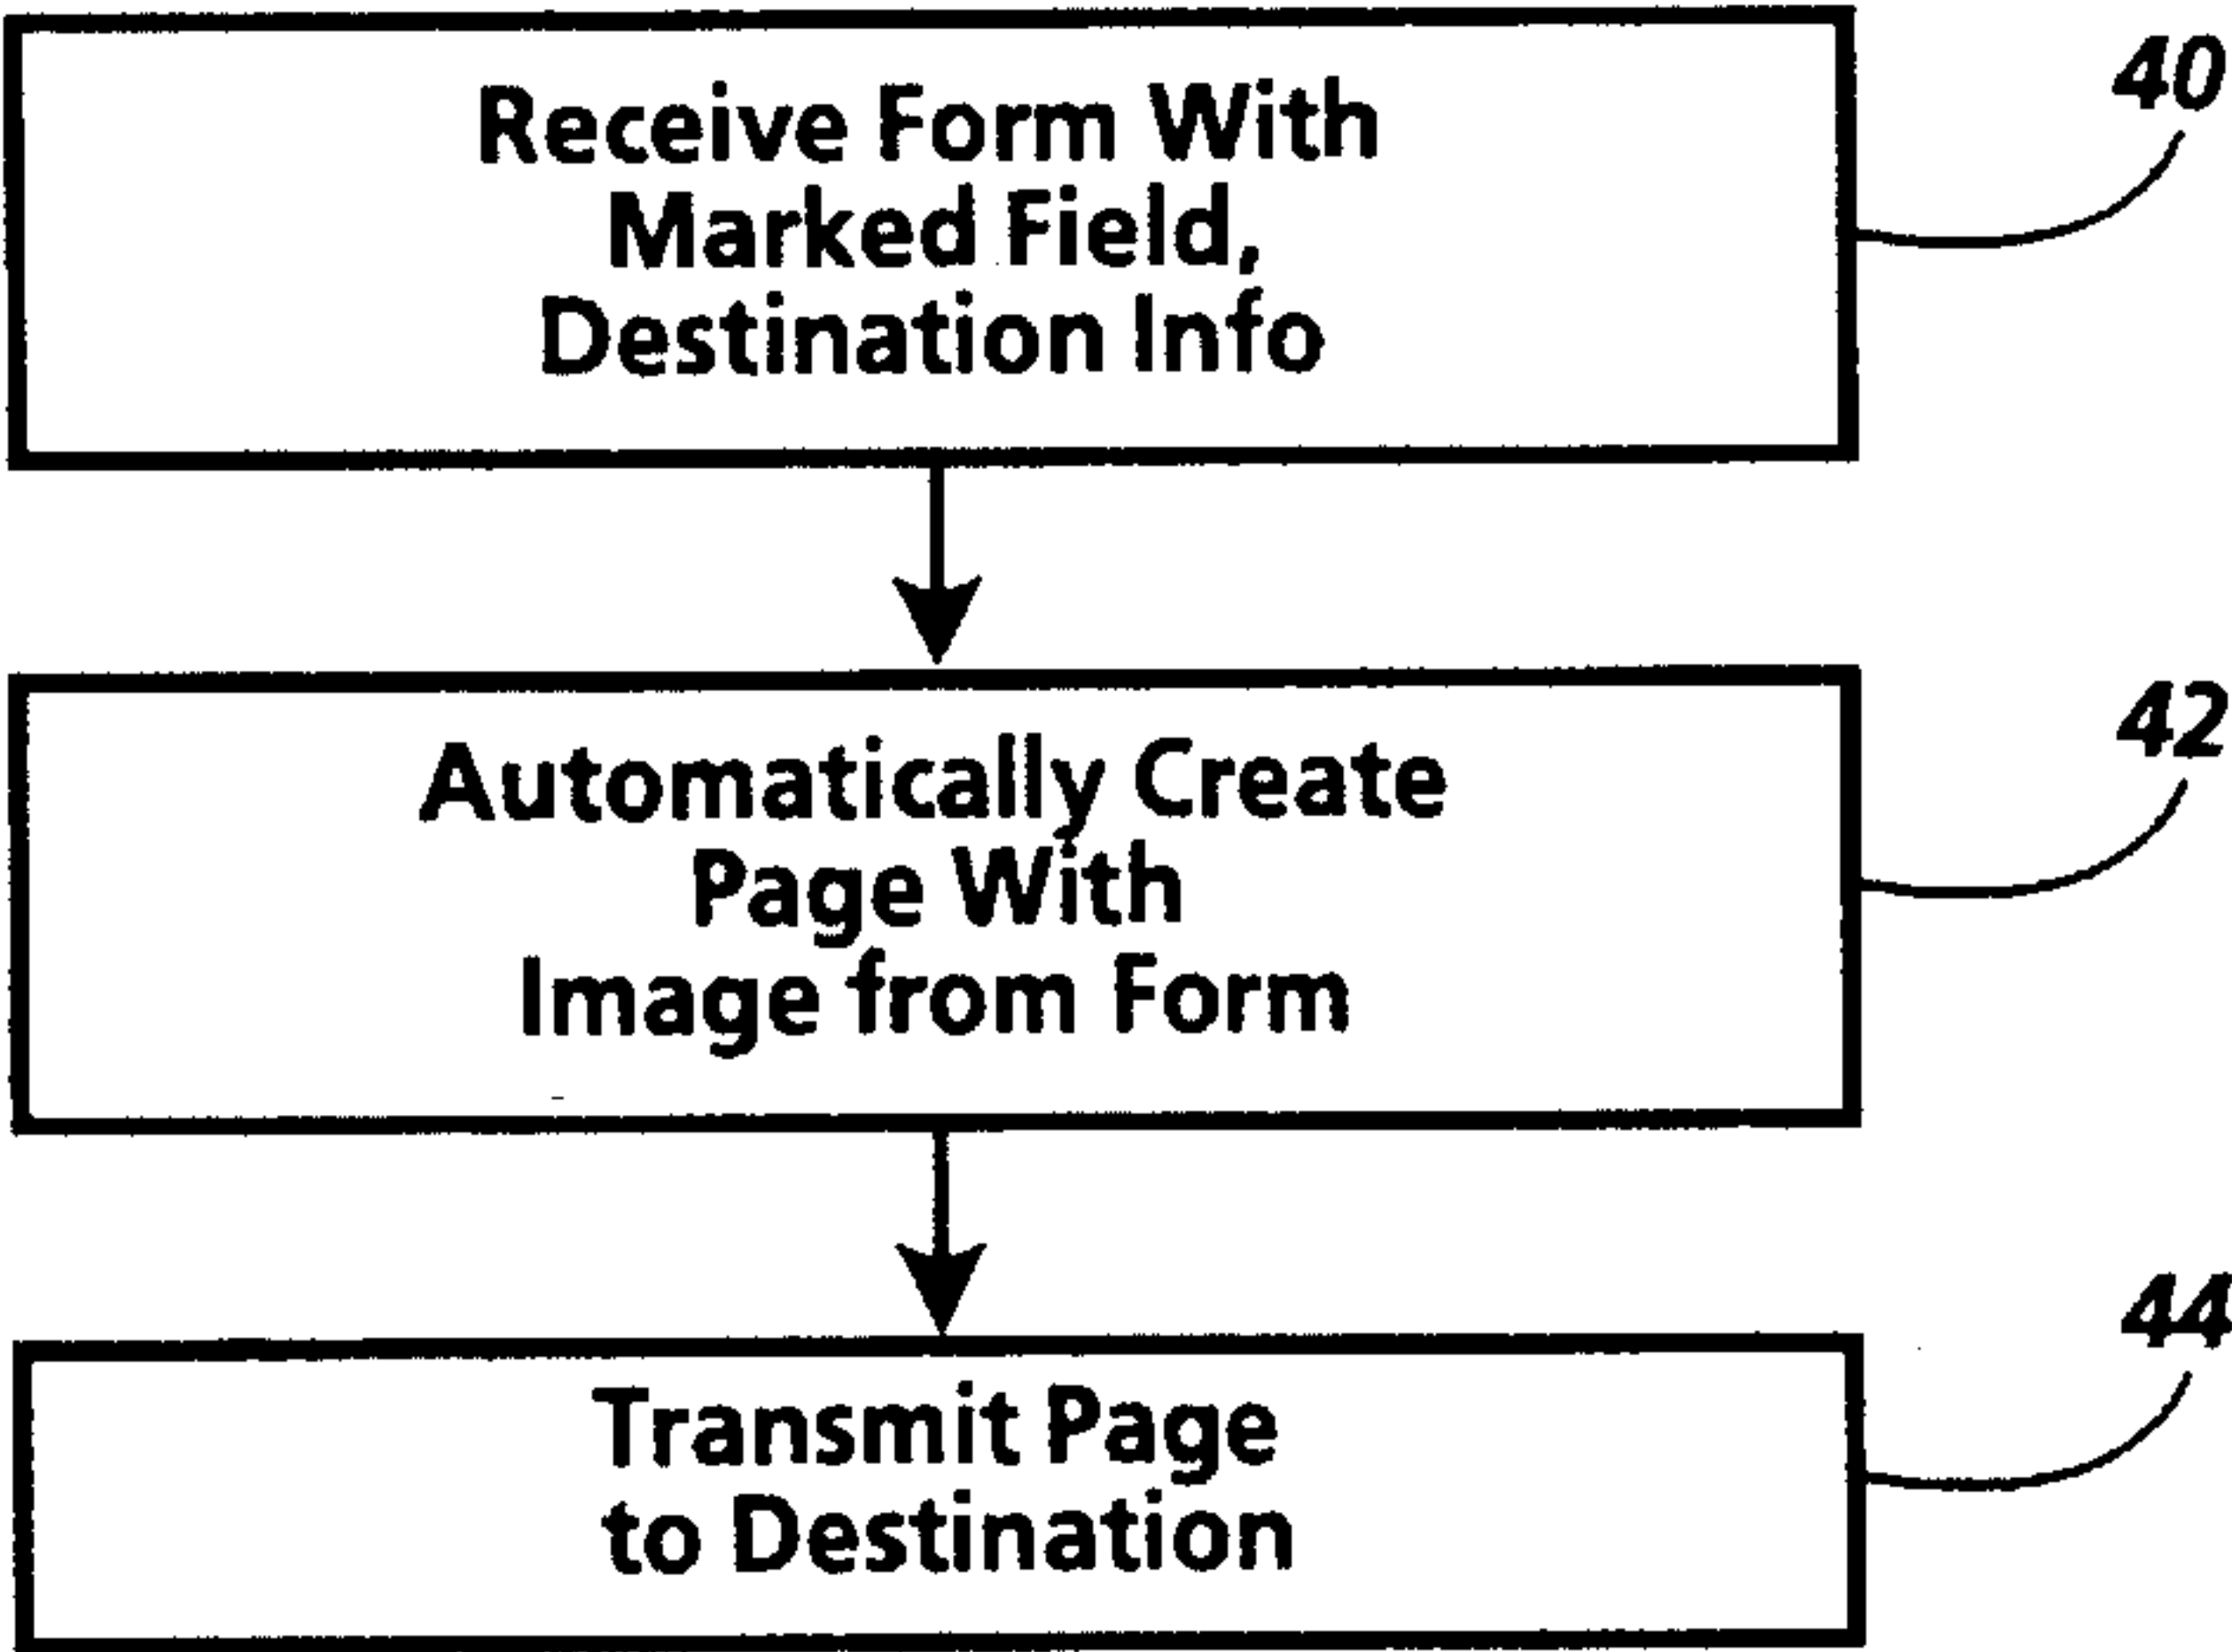 Receive Form With
Marked Field,
Destination Info
40
Automatically Create
Page With
Image from Form
42
Transmit Page
to Destination
44